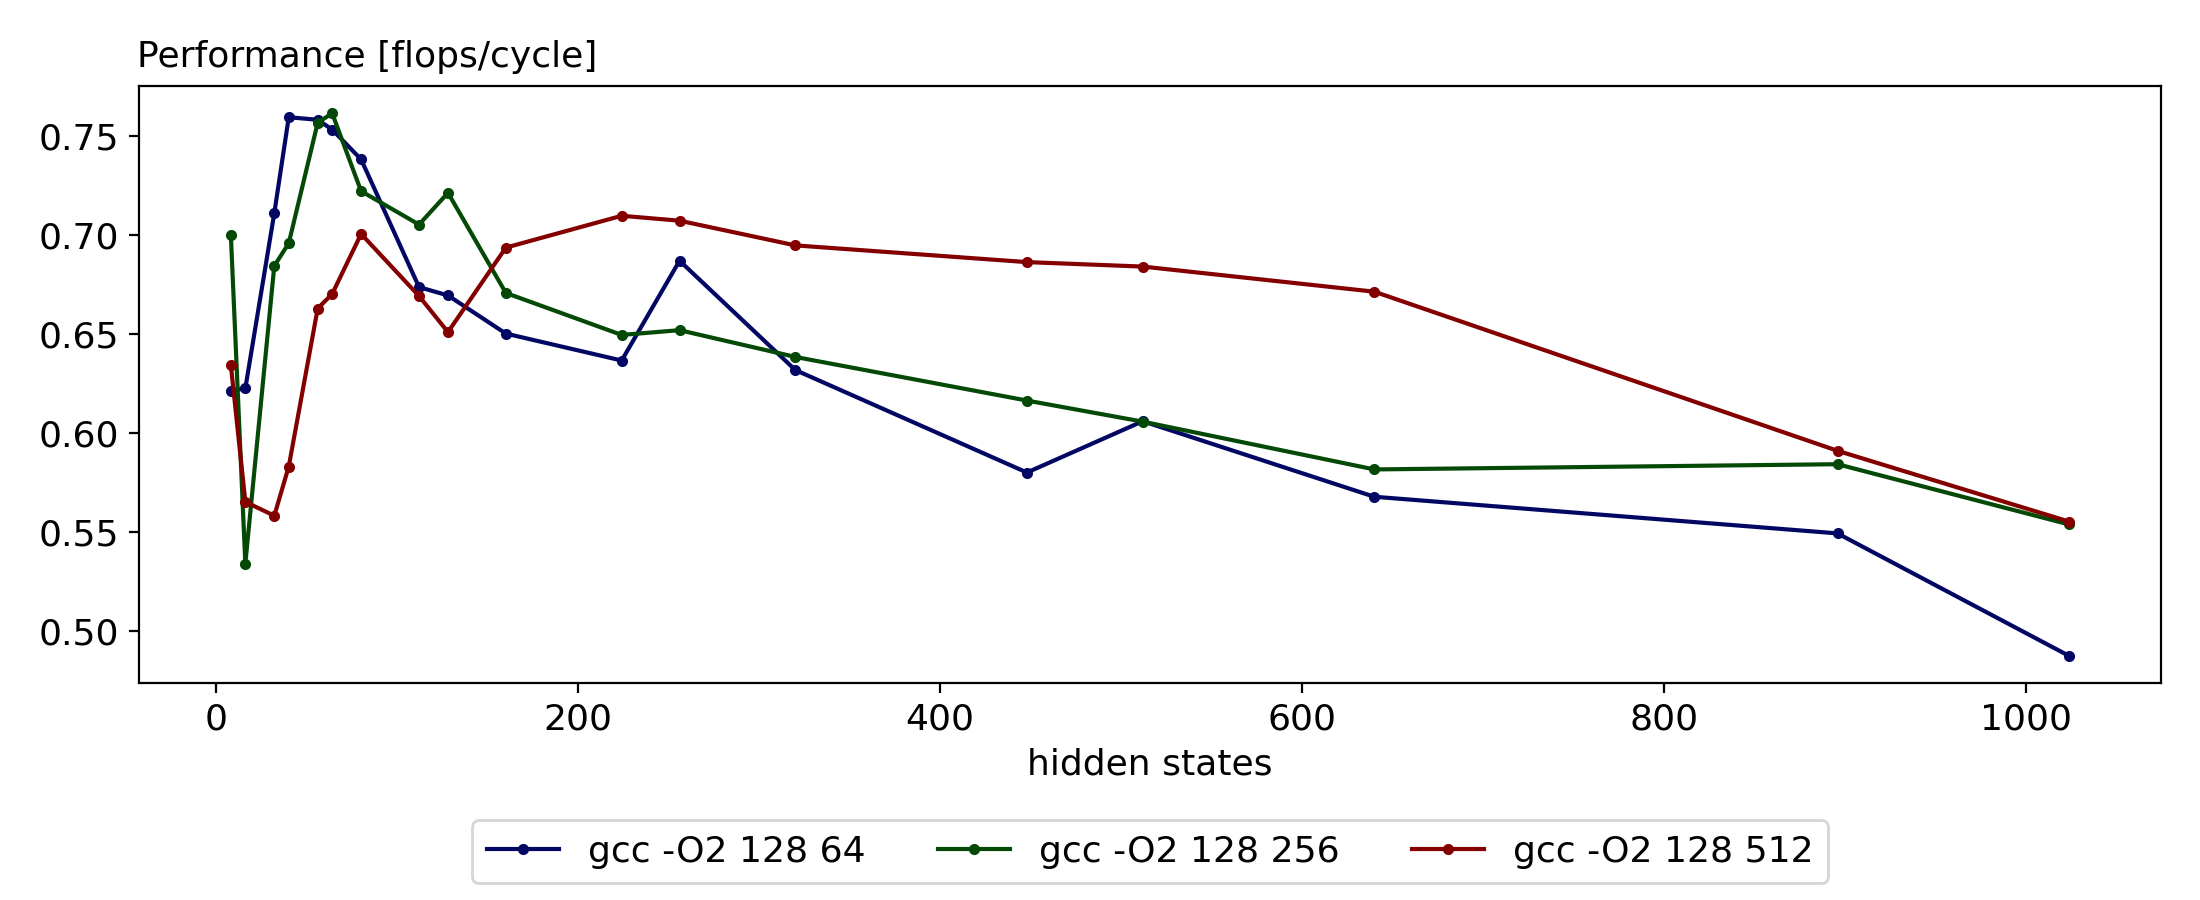 Performance [flops/cycle]
0.75
0.70
0.65
0.60
0.55
0.50
0 200 400 600 800 1000
hidden states
gcc -O2 128 64 gcc -O2 128 256 gcc -O2 128 512